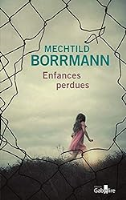 MECHTILD
BORRMANN
Enfances
perdues